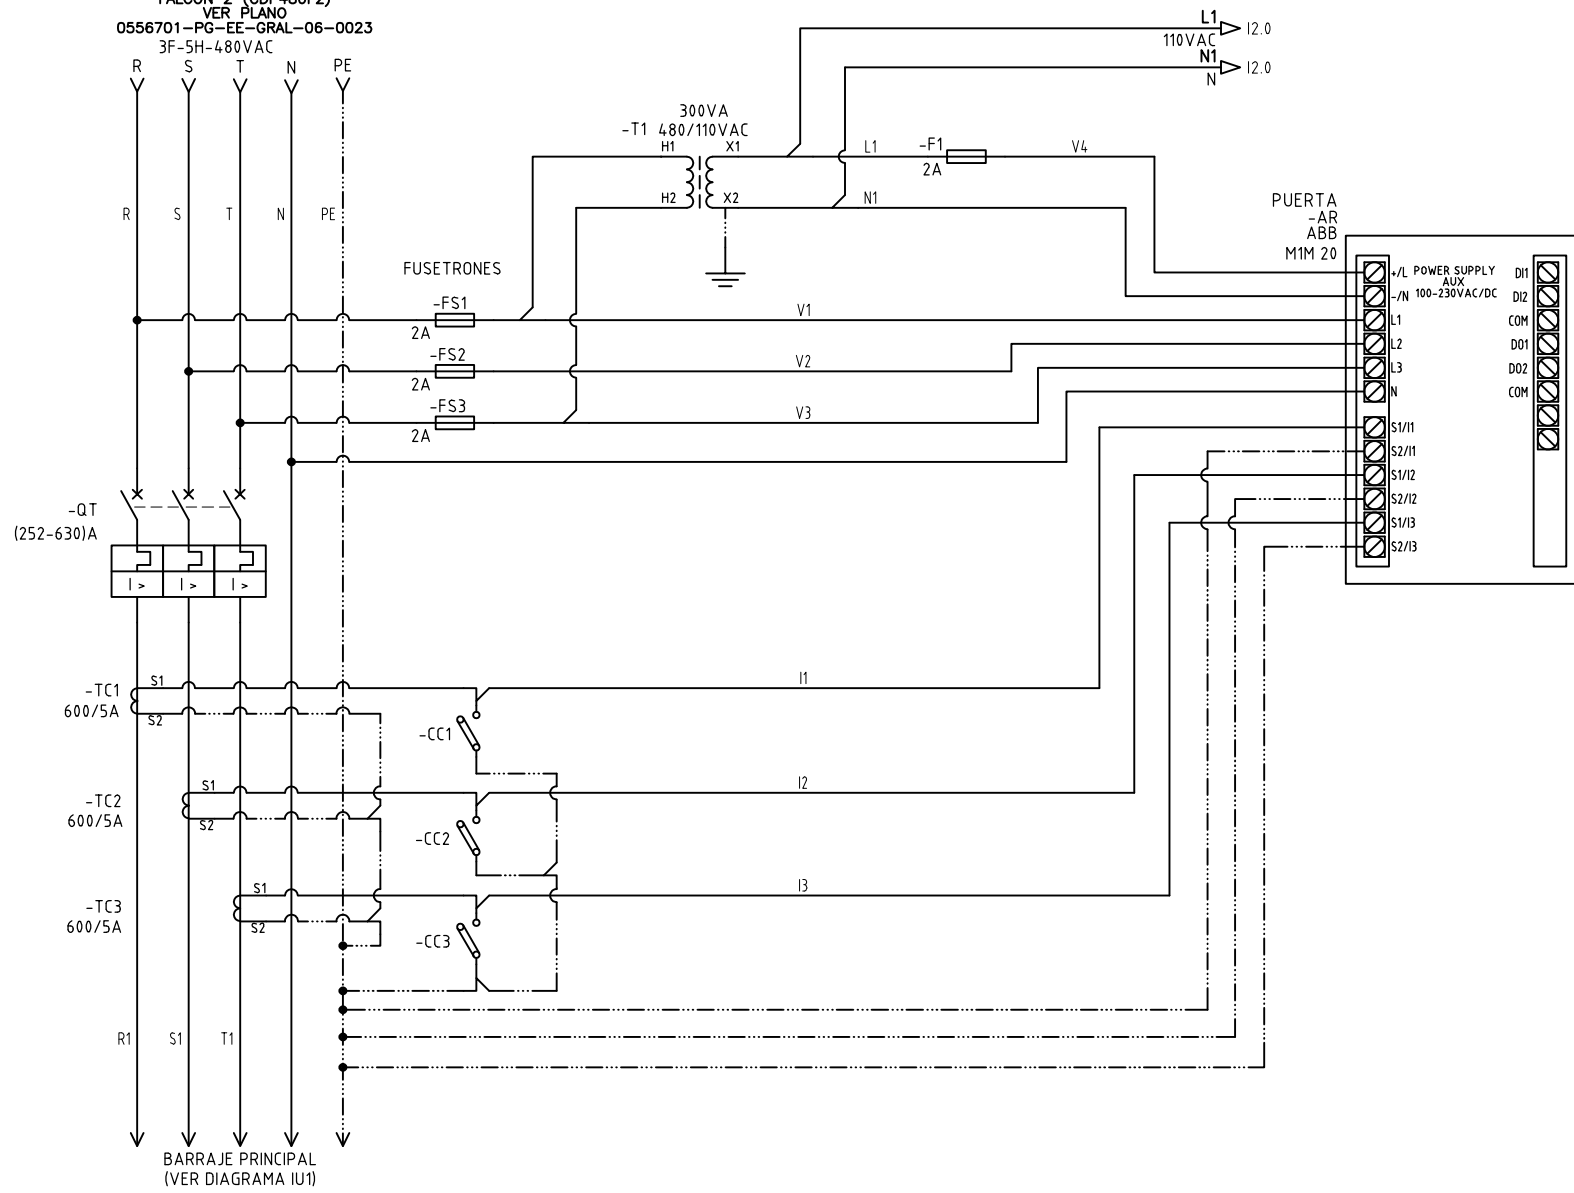 FALCON 2 (CDP480F2)
VER PLANO
0556701-PG-EE-GRAL-06-0023
3F-5H-480VAC
R S T N PE
L1 I2.0
110VAC
N1 I2.0
N
300VA
-T1 480/110VAC
H1 X1 L1 -F1 V4
2A
H2 X2 N1
R S T N PE
PUERTA
-AR
ABB
M1M 20
FUSETRONES
+/L POWER SUPPLY DI1
AUX
-/N 100-230VAC/DC DI2
-FS1 V1 L1 COM
2A
-FS2 V2 L2 DO1
2A
L3 DO2
N COM
-FS3 V3
2A
S1/I1
S2/I1
S1/I2
S2/I2
S1/I3
S2/I3
-QT
(252-630)A
I > I > I >
-TC1 S1 I1
600/5A S2
-CC1
-TC2 S1 I2
600/5A S2
-CC2
-TC3 S1 I3
600/5A S2
-CC3
R1 S1 T1
BARRAJE PRINCIPAL
(VER DIAGRAMA IU1)